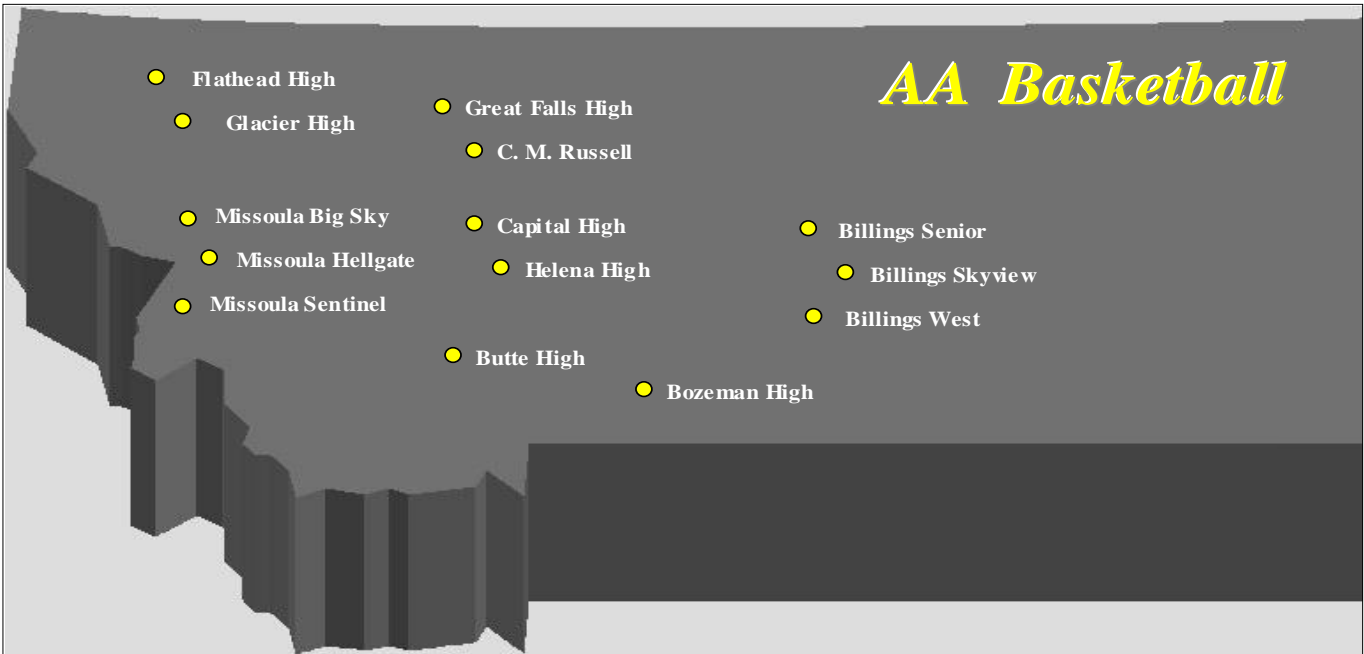 AA Basketball
Flathead High
Glacier High
Great Falls High
C. M. Russell
Missoula Big Sky
Missoula Hellgate
Missoula Sentinel
Capital High
Helena High
Billings Senior
Billings Skyview
Billings West
Butte High
Bozeman High